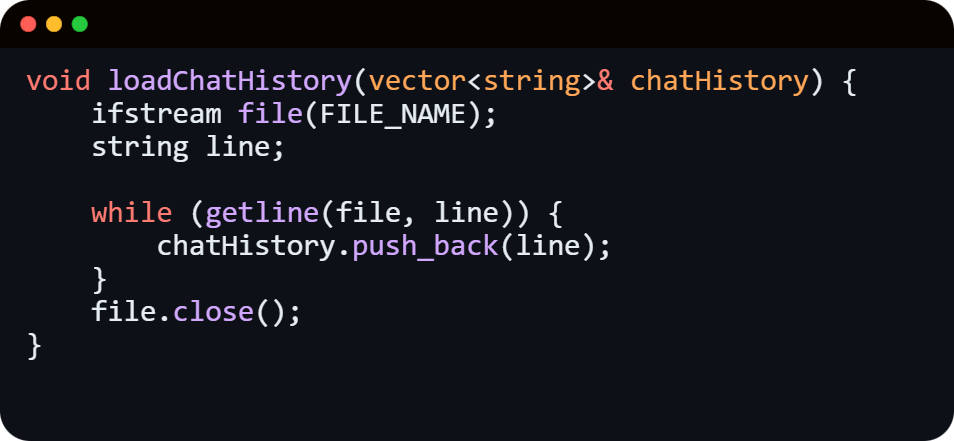 void loadChatHistory(vector<string>& chatHistory) {
    ifstream file(FILE_NAME);
    string line;

    while (getline(file, line)) {
        chatHistory.push_back(line);
    }
    file.close();
}